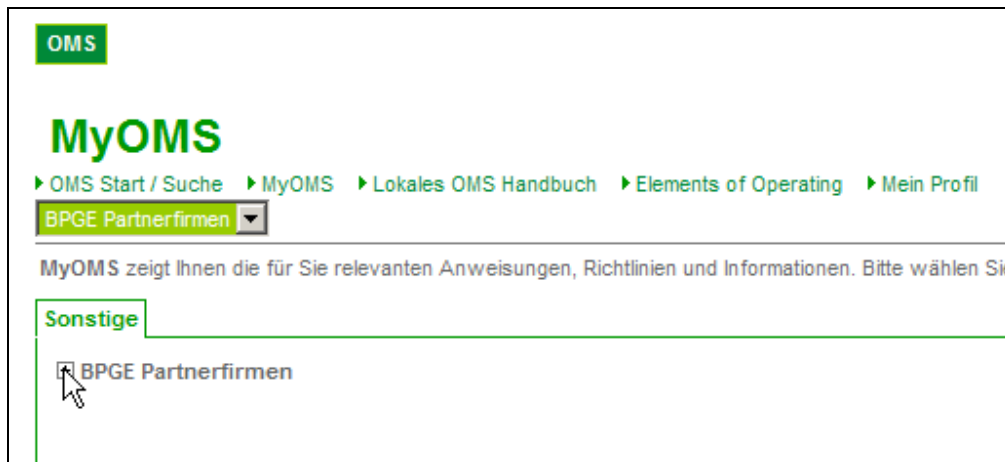 OMS
MyOMS
OMS Start / Suche MyOMS Lokales OMS Handbuch Elements of Operating Mein Profil
BPGE Partnerfirmen
MyOMS zeigt Ihnen die für Sie relevanten Anweisungen, Richtlinien und Informationen. Bitte wählen Sie
Sonstige
BPGE Partnerfirmen